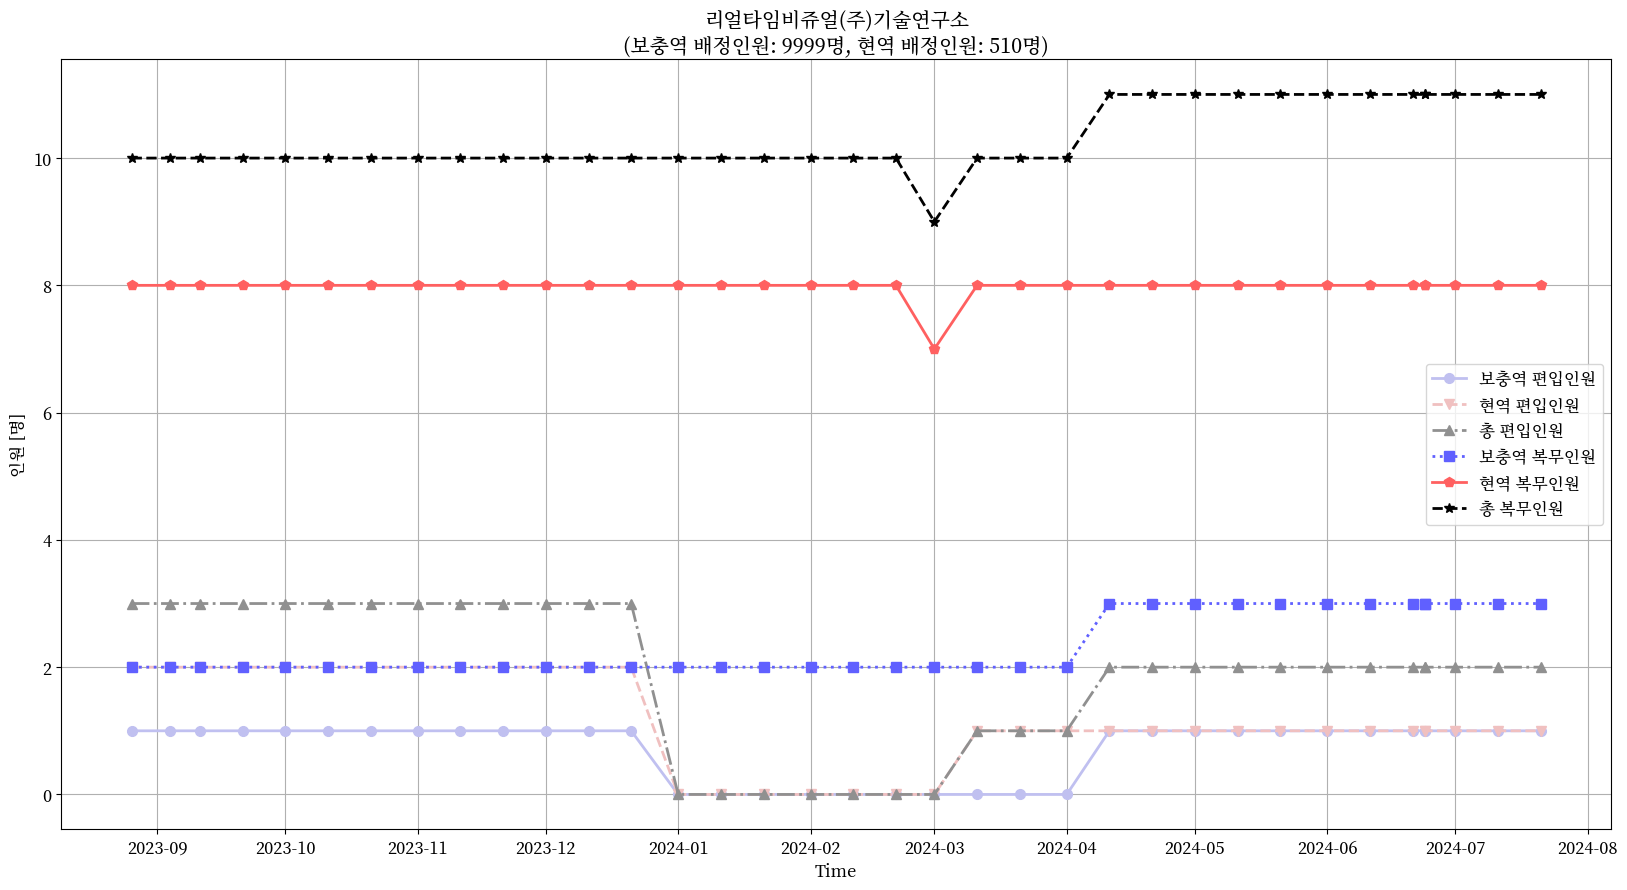 리얼타임비쥬얼(주)기술연구소
(보충역 배정인원: 9999명, 현역 배정인원: 510명)
인원 [명]
10
8
6
4
2
0
보충역 편입인원
현역 편입인원
총 편입인원
보충역 복무인원
현역 복무인원
총 복무인원
2023-09 2023-10 2023-11 2023-12 2024-01 2024-02 2024-03 2024-04 2024-05 2024-06 2024-07 2024-08
Time